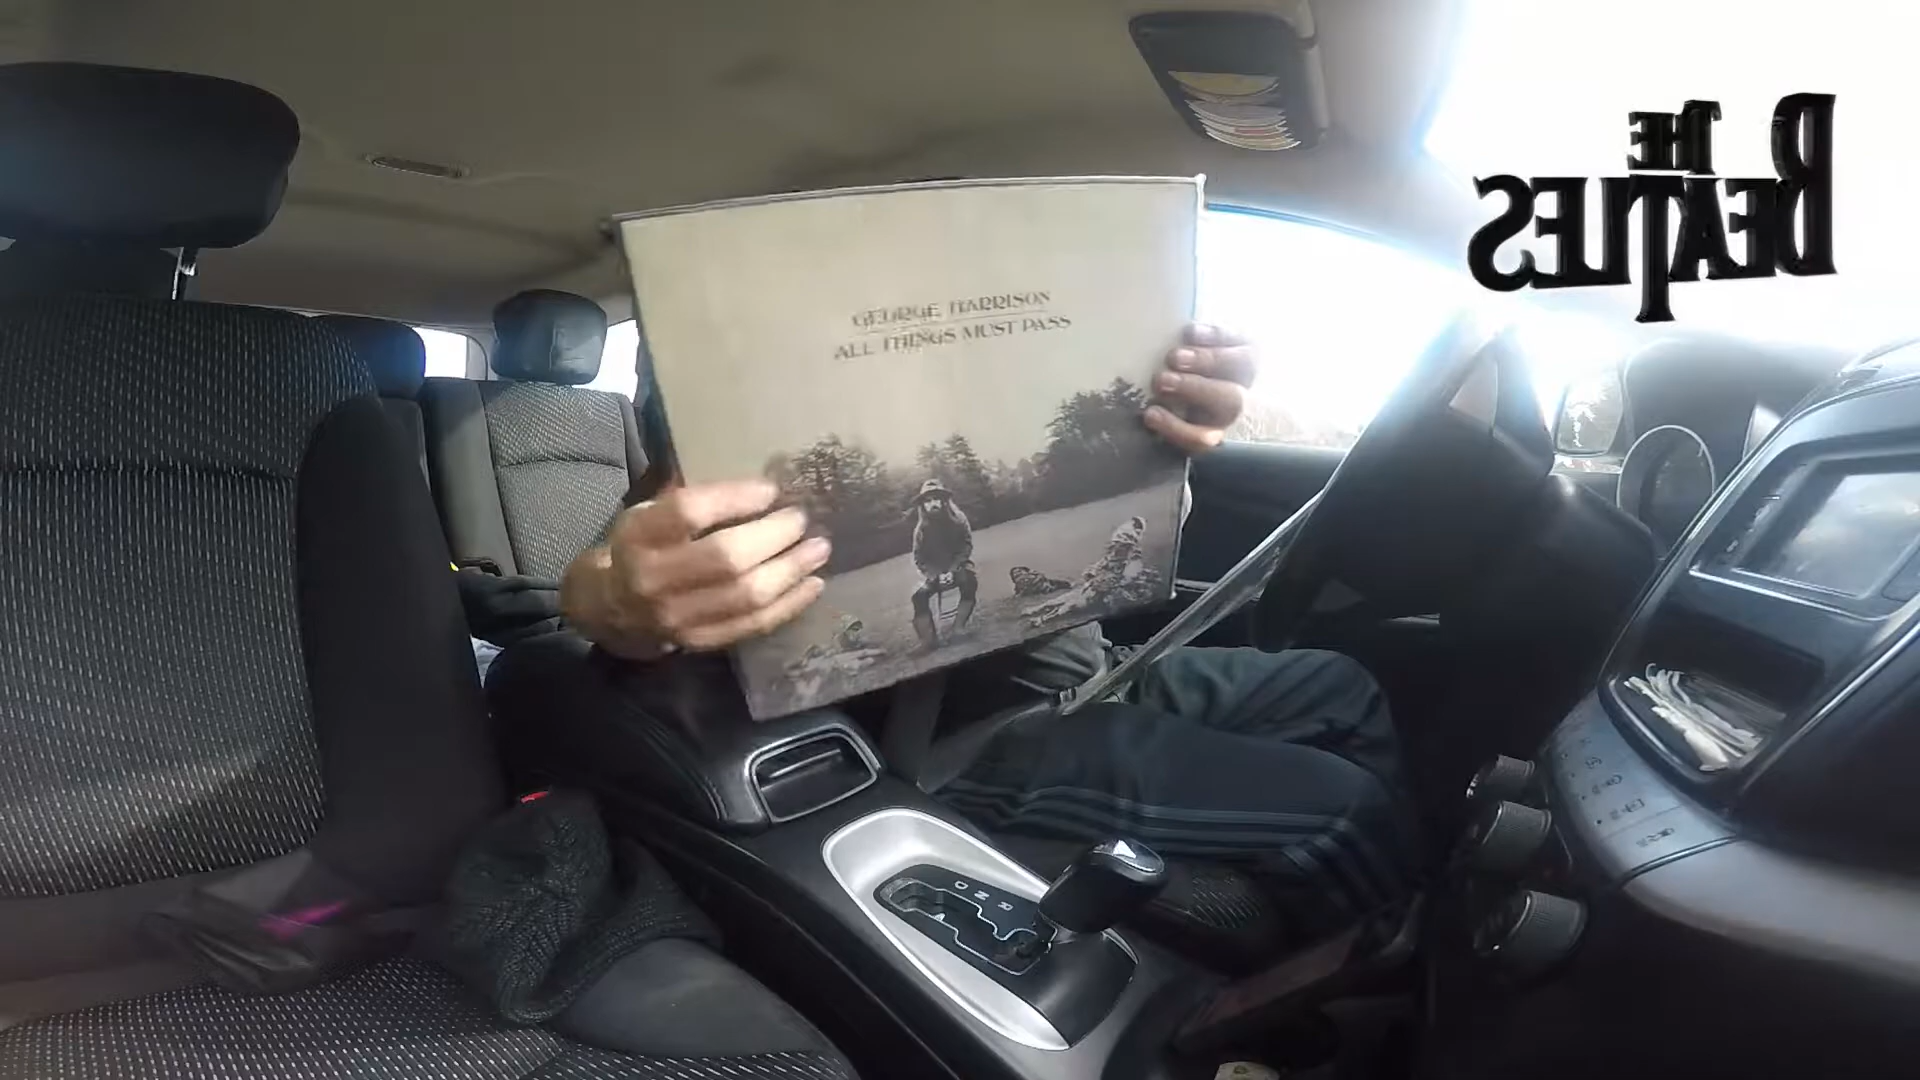 THE
BEATLES
GEORGE HARRISON
ALL THINGS MUST PASS
R
N
D